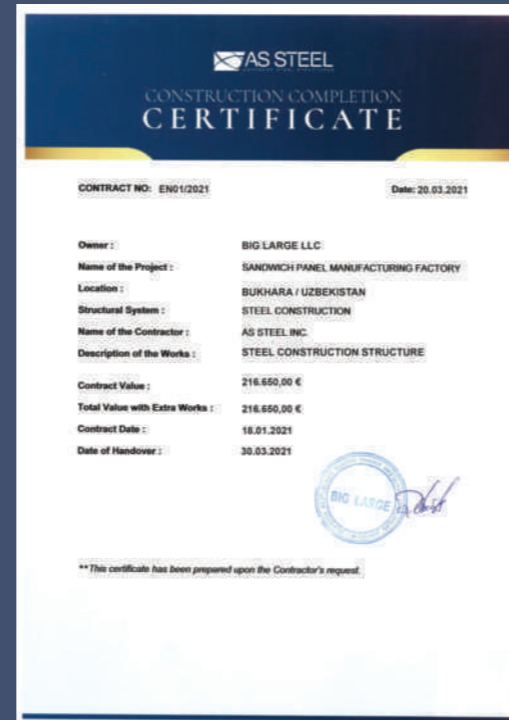 AS STEEL
CONSTRUCTION COMPLETION
CERTIFICATE
CONTRACT NO: EN01/2021 Date: 20.03.2021
Owner : BIG LARGE LLC
Name of the Project : SANDWICH PANEL MANUFACTURING FACTORY
Location : BUKHARA / UZBEKISTAN
Structural System : STEEL CONSTRUCTION
Name of the Contractor : AS STEEL INC.
Description of the Works : STEEL CONSTRUCTION STRUCTURE
Contract Value : 216.650,00 €
Total Value with Extra Works : 216.650,00 €
Contract Date : 18.01.2021
Date of Handover : 30.03.2021
BIG LARGE
**This certificate has been prepared upon the Contractor's request.